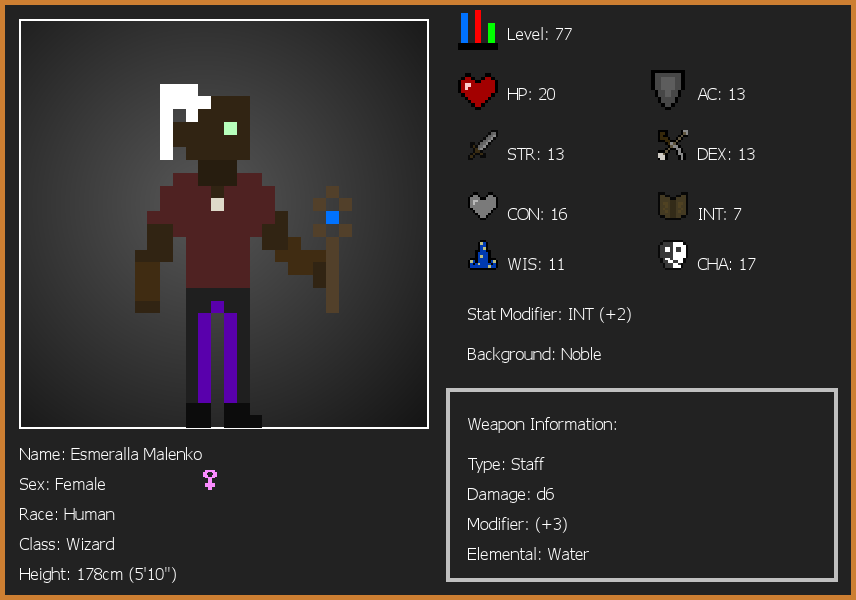 Level: 77
HP: 20
AC: 13
STR: 13
DEX: 13
CON: 16
INT: 7
WIS: 11
CHA: 17
Stat Modifier: INT (+2)
Background: Noble
Weapon Information:
Type: Staff
Damage: d6
Modifier: (+3)
Elemental: Water
Name: Esmeralla Malenko
Sex: Female
Race: Human
Class: Wizard
Height: 178cm (5'10")